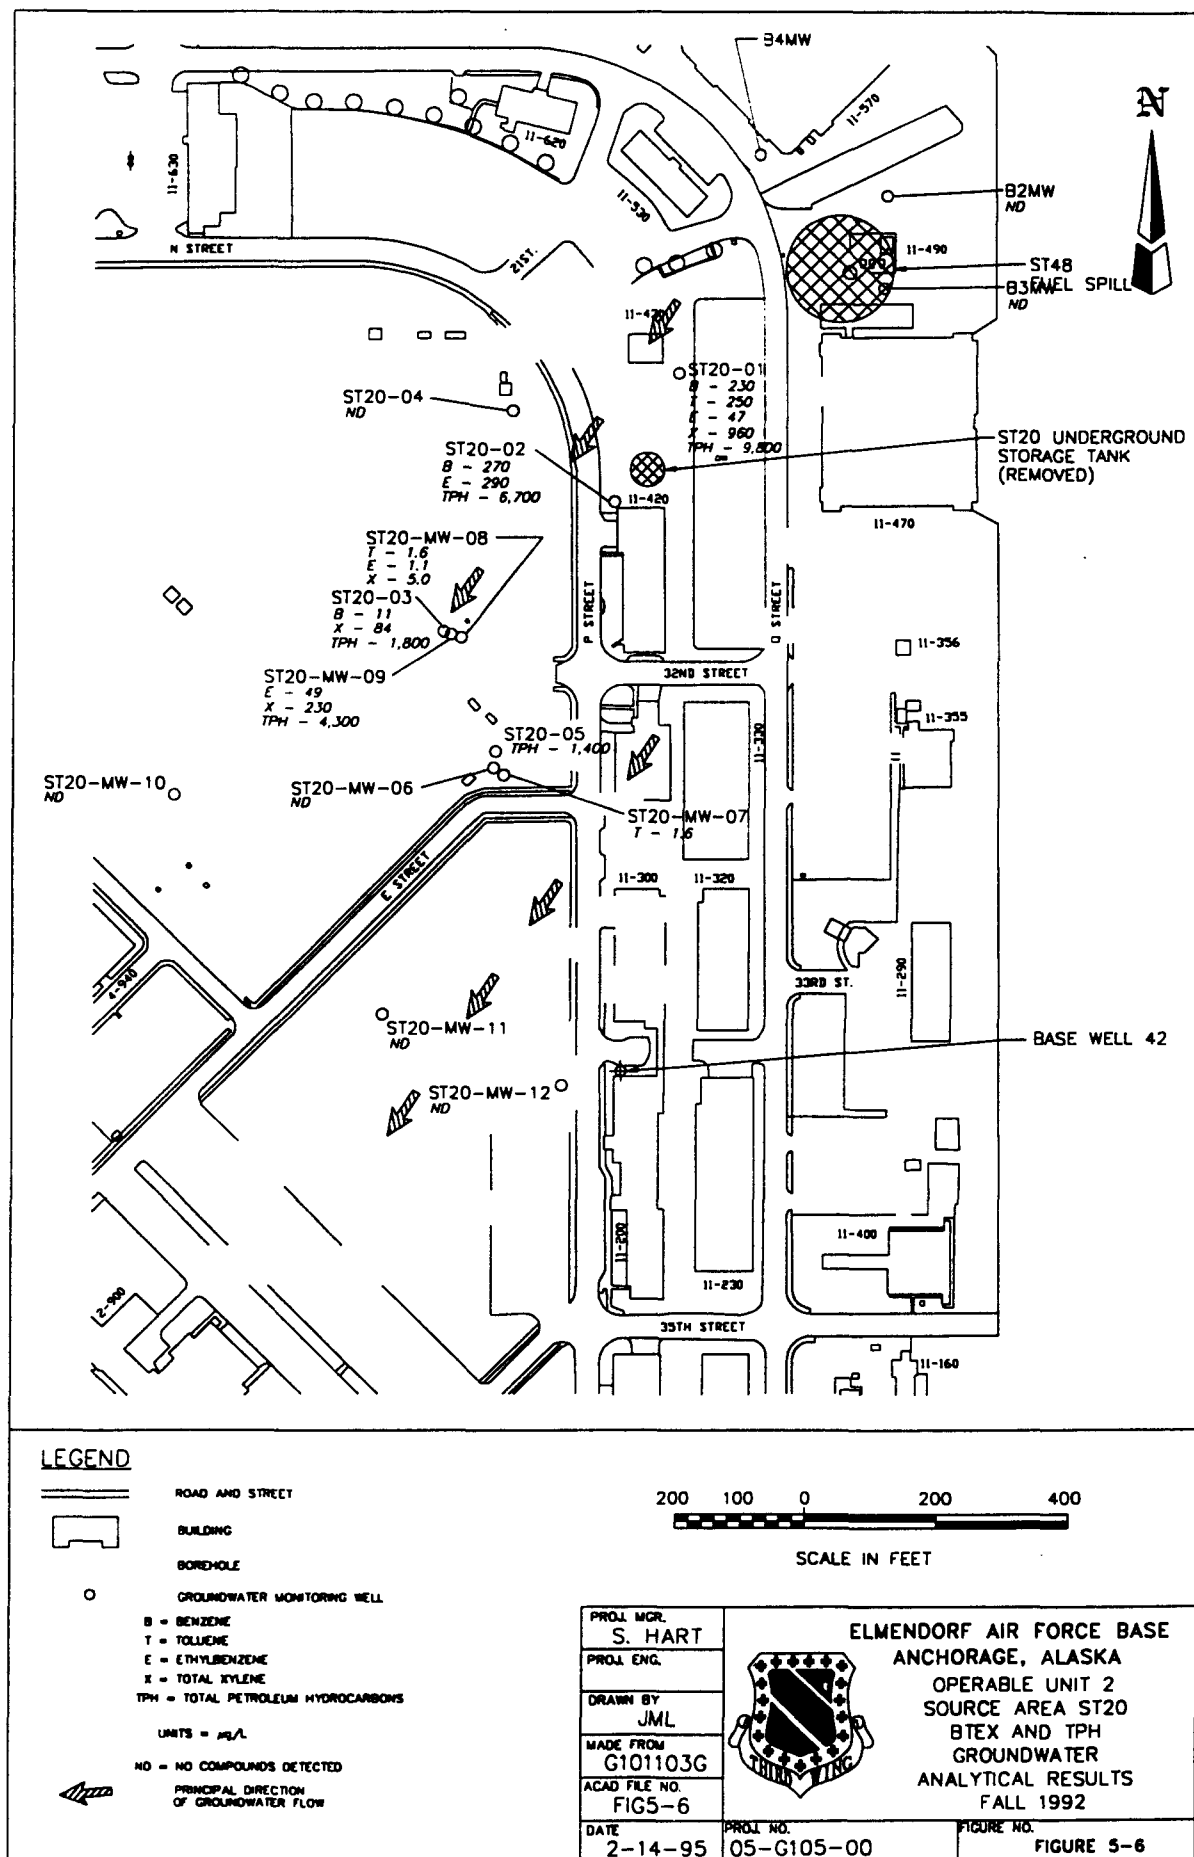 B4MW
N
11-570
11-620
11-630
11-530
B2MW
ND
N STREET
21ST.
11-490
ST48
FUEL SPILL
B3MW
ND
ST20-01
B - 230
T - 250
E - 47
X - 960
TPH - 9,800
ST20-04
ND
ST20-02
B - 270
E - 290
TPH - 6,700
ST20 UNDERGROUND
STORAGE TANK
(REMOVED)
11-420
11-470
ST20-MW-08
T - 1.6
E - 1.1
X - 5.0
ST20-03
B - 11
X - 84
TPH - 1,800
P STREET
STREET
11-356
ST20-MW-09
E - 49
X - 230
TPH - 4,300
32ND STREET
11-355
11-330
ST20-05
TPH - 1,400
ST20-MW-10
ND
ST20-MW-06
ND
ST20-MW-07
T - 1.6
E STREET
11-300
11-320
4-940
11-290
33RD ST.
ST20-MW-11
ND
BASE WELL 42
ST20-MW-12
ND
11-200
11-400
11-230
2-900
35TH STREET
11-160
LEGEND
ROAD AND STREET
BUILDING
BOREHOLE
GROUNDWATER MONITORING WELL
B = BENZENE
T = TOLUENE
E = ETHYLBENZENE
X = TOTAL XYLENE
TPH = TOTAL PETROLEUM HYDROCARBONS
UNITS = µg/L
ND = NO COMPOUNDS DETECTED
PRINCIPAL DIRECTION
OF GROUNDWATER FLOW
200 100 0 200 400
SCALE IN FEET
PROJ. MGR.
S. HART
PROJ. ENG.
DRAWN BY
JML
MADE FROM
G101103G
ACAD FILE NO.
FIG5-6
DATE
2-14-95
THIRD WING
ELMENDORF AIR FORCE BASE
ANCHORAGE, ALASKA
OPERABLE UNIT 2
SOURCE AREA ST20
BTEX AND TPH
GROUNDWATER
ANALYTICAL RESULTS
FALL 1992
PROJ. NO.
05-G105-00
FIGURE NO.
FIGURE 5-6